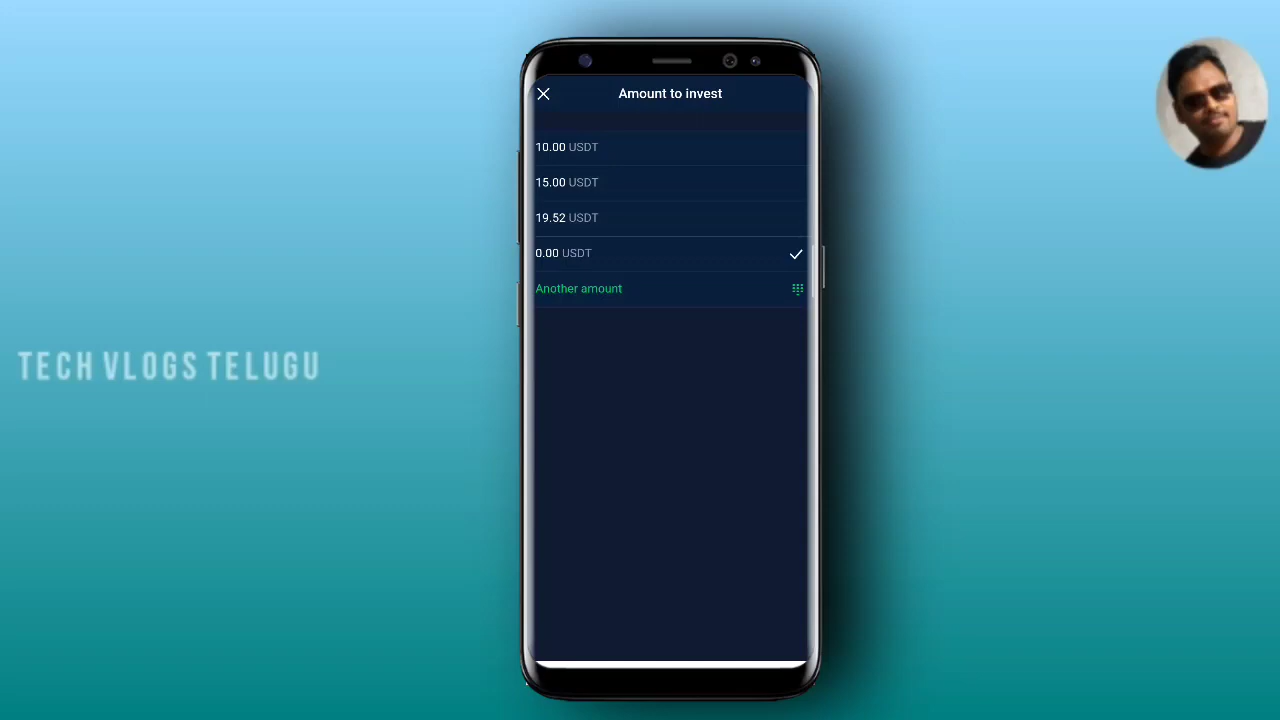 Amount to invest
10.00 USDT
15.00 USDT
19.52 USDT
0.00 USDT
Another amount
TECH VLOGS TELUGU